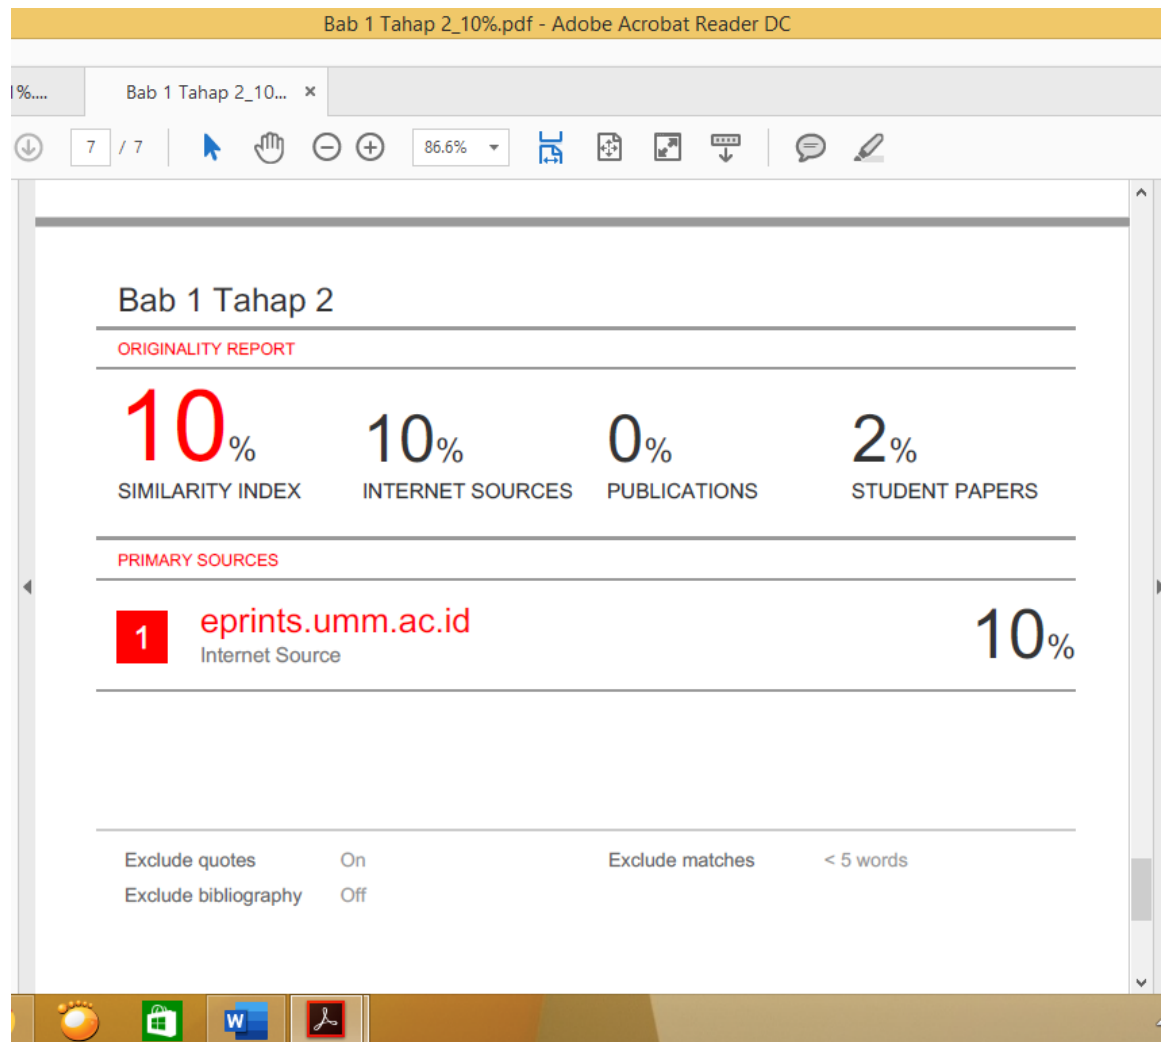 Bab 1 Tahap 2_10%.pdf - Adobe Acrobat Reader DC
1%.... Bab 1 Tahap 2_10... ×
7 / 7 86.6%
Bab 1 Tahap 2
ORIGINALITY REPORT
10% 10% 0% 2%
SIMILARITY INDEX INTERNET SOURCES PUBLICATIONS STUDENT PAPERS
PRIMARY SOURCES
1 eprints.umm.ac.id 10%
Internet Source
Exclude quotes On Exclude matches < 5 words
Exclude bibliography Off
W